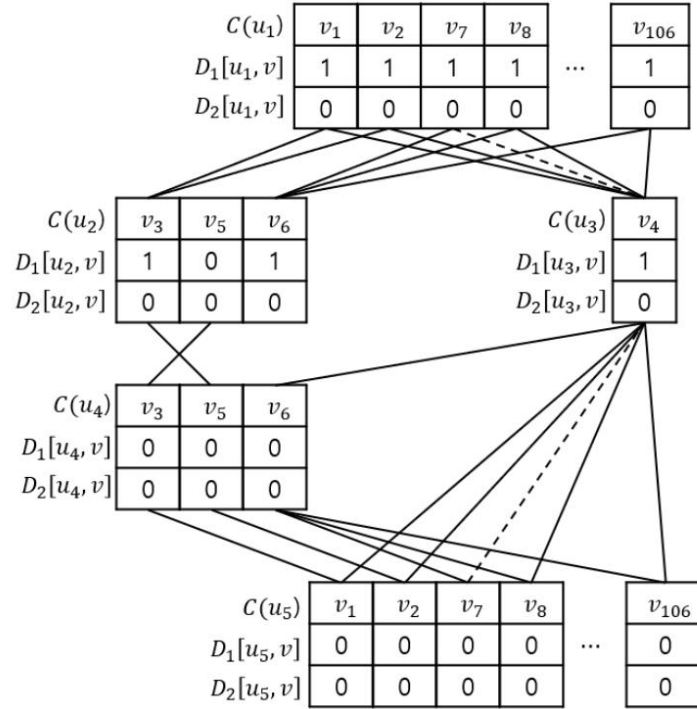 C(u₁) v₁ v₂ v₇ v₈ v₁₀₆
D₁[u₁, v] 1 1 1 1 ... 1
D₂[u₁, v] 0 0 0 0 0
C(u₂) v₃ v₅ v₆ C(u₃) v₄
D₁[u₂, v] 1 0 1 D₁[u₃, v] 1
D₂[u₂, v] 0 0 0 D₂[u₃, v] 0
C(u₄) v₃ v₅ v₆
D₁[u₄, v] 0 0 0
D₂[u₄, v] 0 0 0
C(u₅) v₁ v₂ v₇ v₈ v₁₀₆
D₁[u₅, v] 0 0 0 0 ... 0
D₂[u₅, v] 0 0 0 0 0